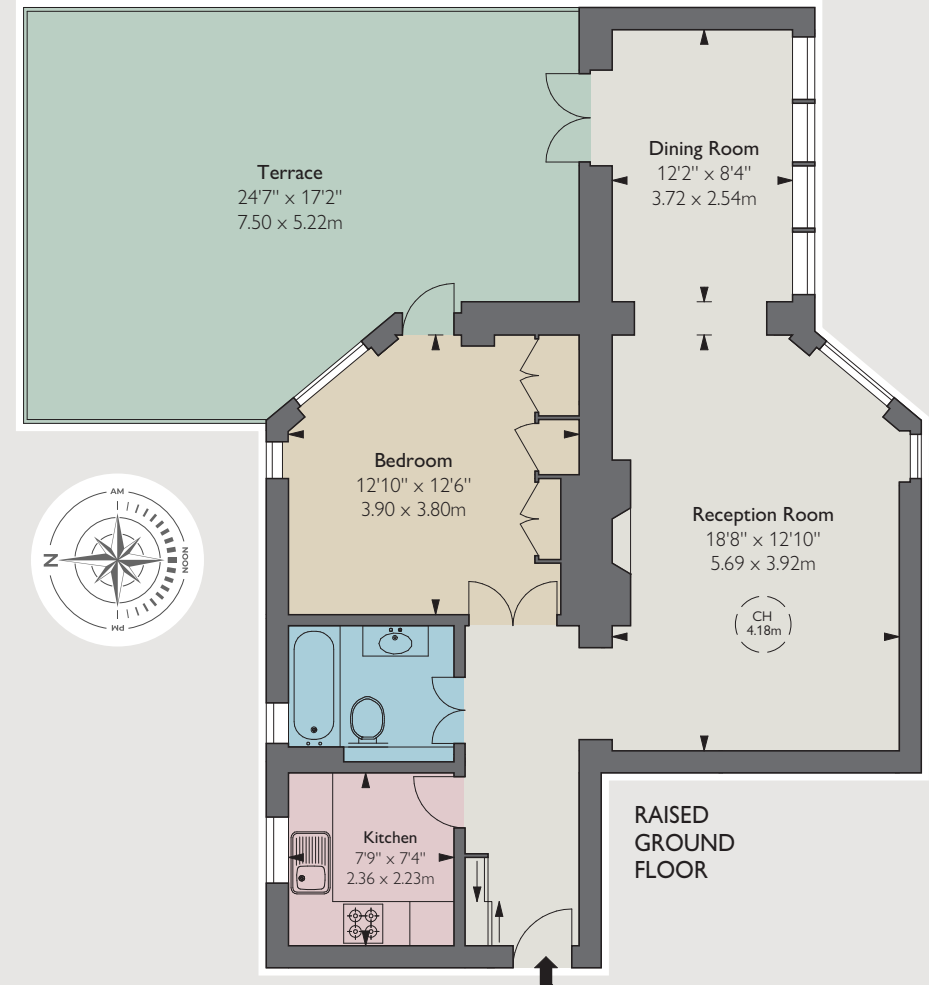 Terrace
24'7" x 17'2"
7.50 x 5.22m
Dining Room
12'2" x 8'4"
3.72 x 2.54m
Bedroom
12'10" x 12'6"
3.90 x 3.80m
Reception Room
18'8" x 12'10"
5.69 x 3.92m
CH
4.18m
AM
N
NOON
PM
Kitchen
7'9" x 7'4"
2.36 x 2.23m
RAISED
GROUND
FLOOR